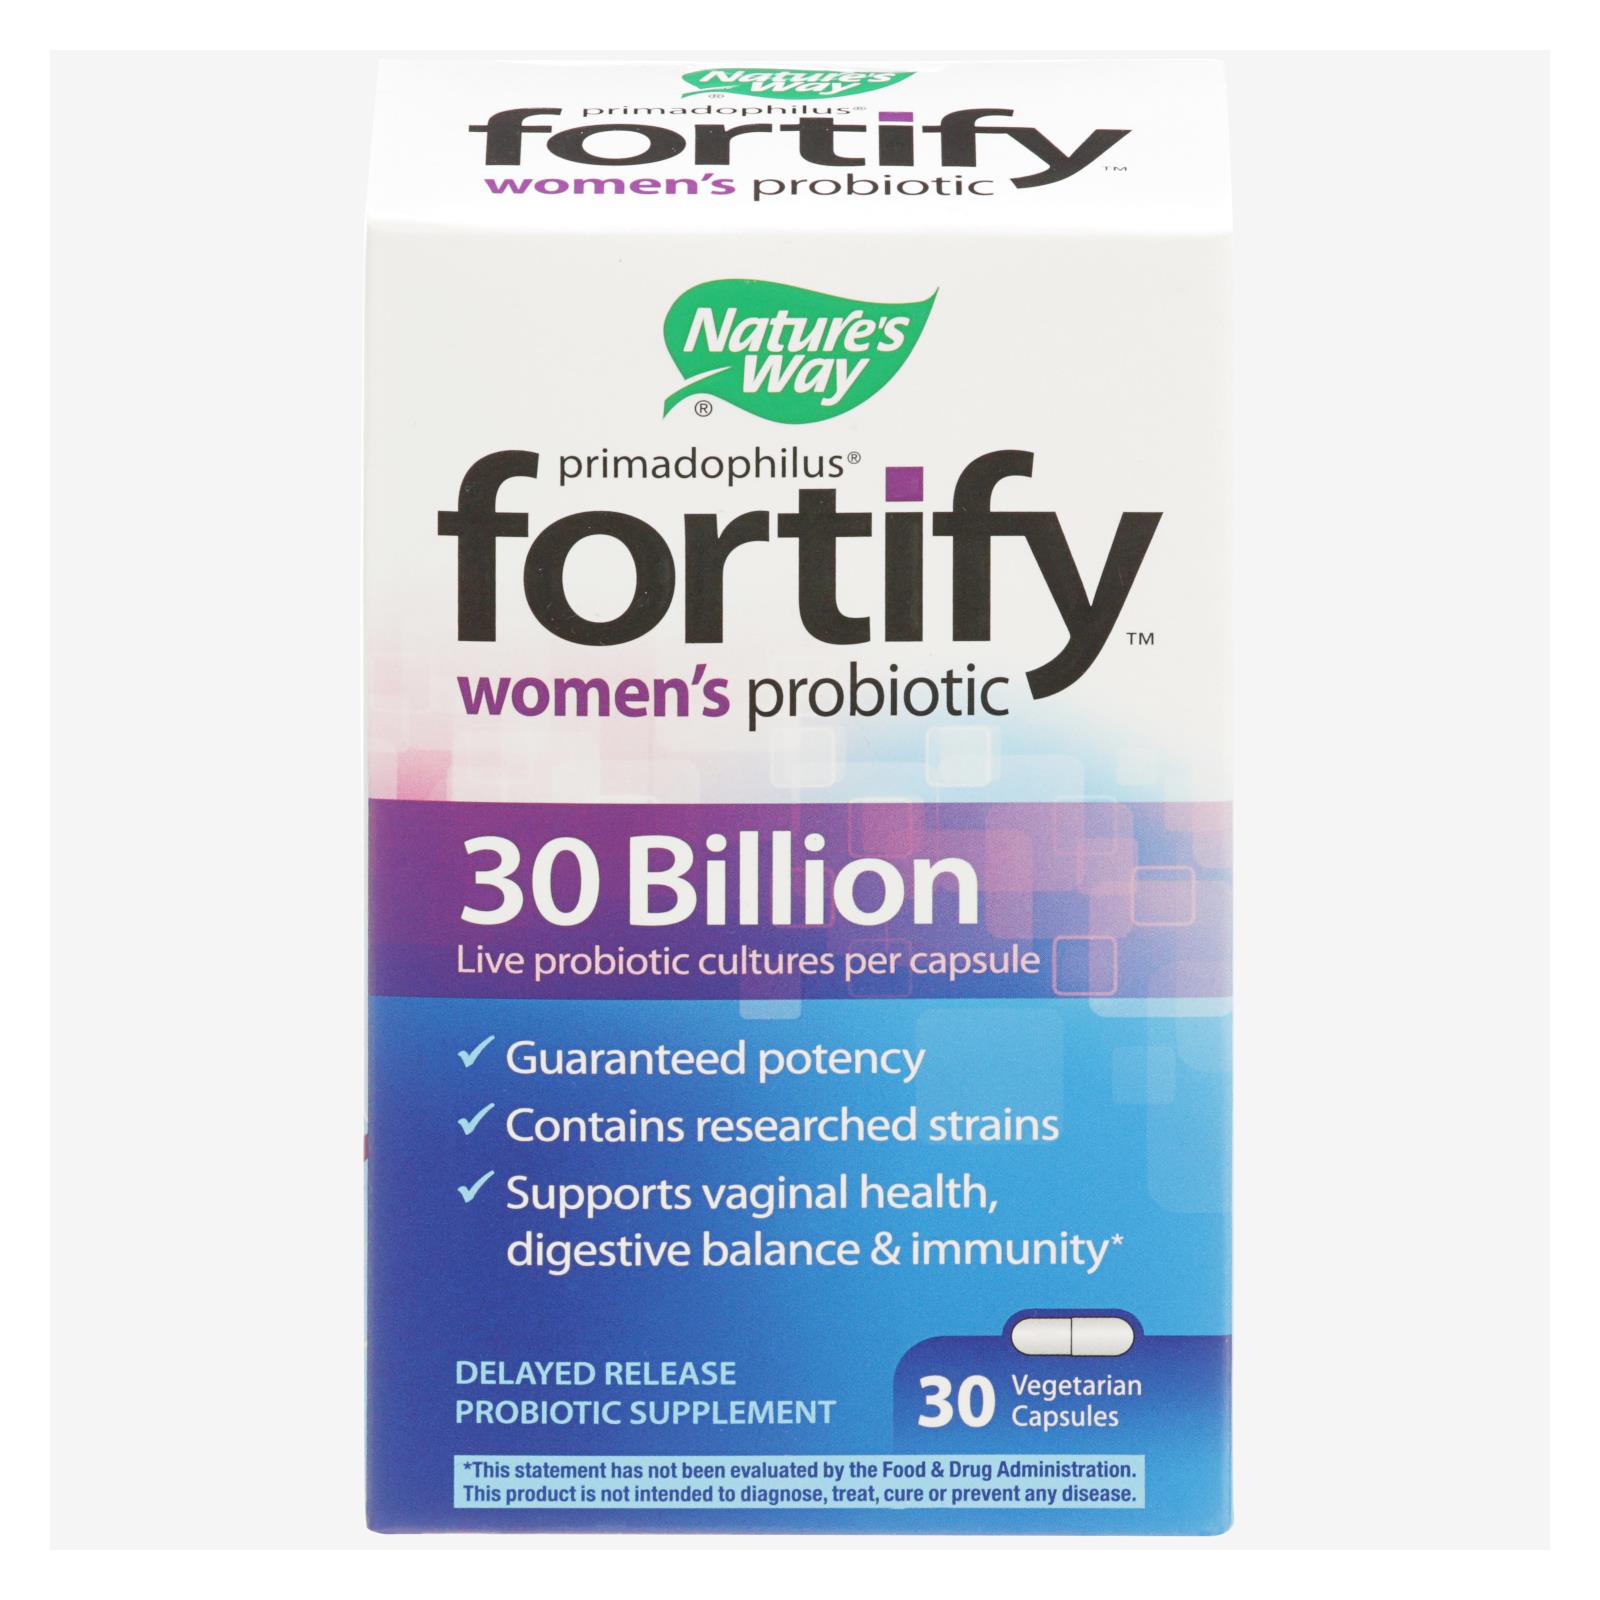 Nature's
Way
®
primadophilus®
fortify™
women's probiotic
Nature's
Way
®
primadophilus®
fortify™
women's probiotic
30 Billion
Live probiotic cultures per capsule
✓ Guaranteed potency
✓ Contains researched strains
✓ Supports vaginal health,
digestive balance & immunity*
DELAYED RELEASE
PROBIOTIC SUPPLEMENT
30 Vegetarian
Capsules
*This statement has not been evaluated by the Food & Drug Administration.
This product is not intended to diagnose, treat, cure or prevent any disease.